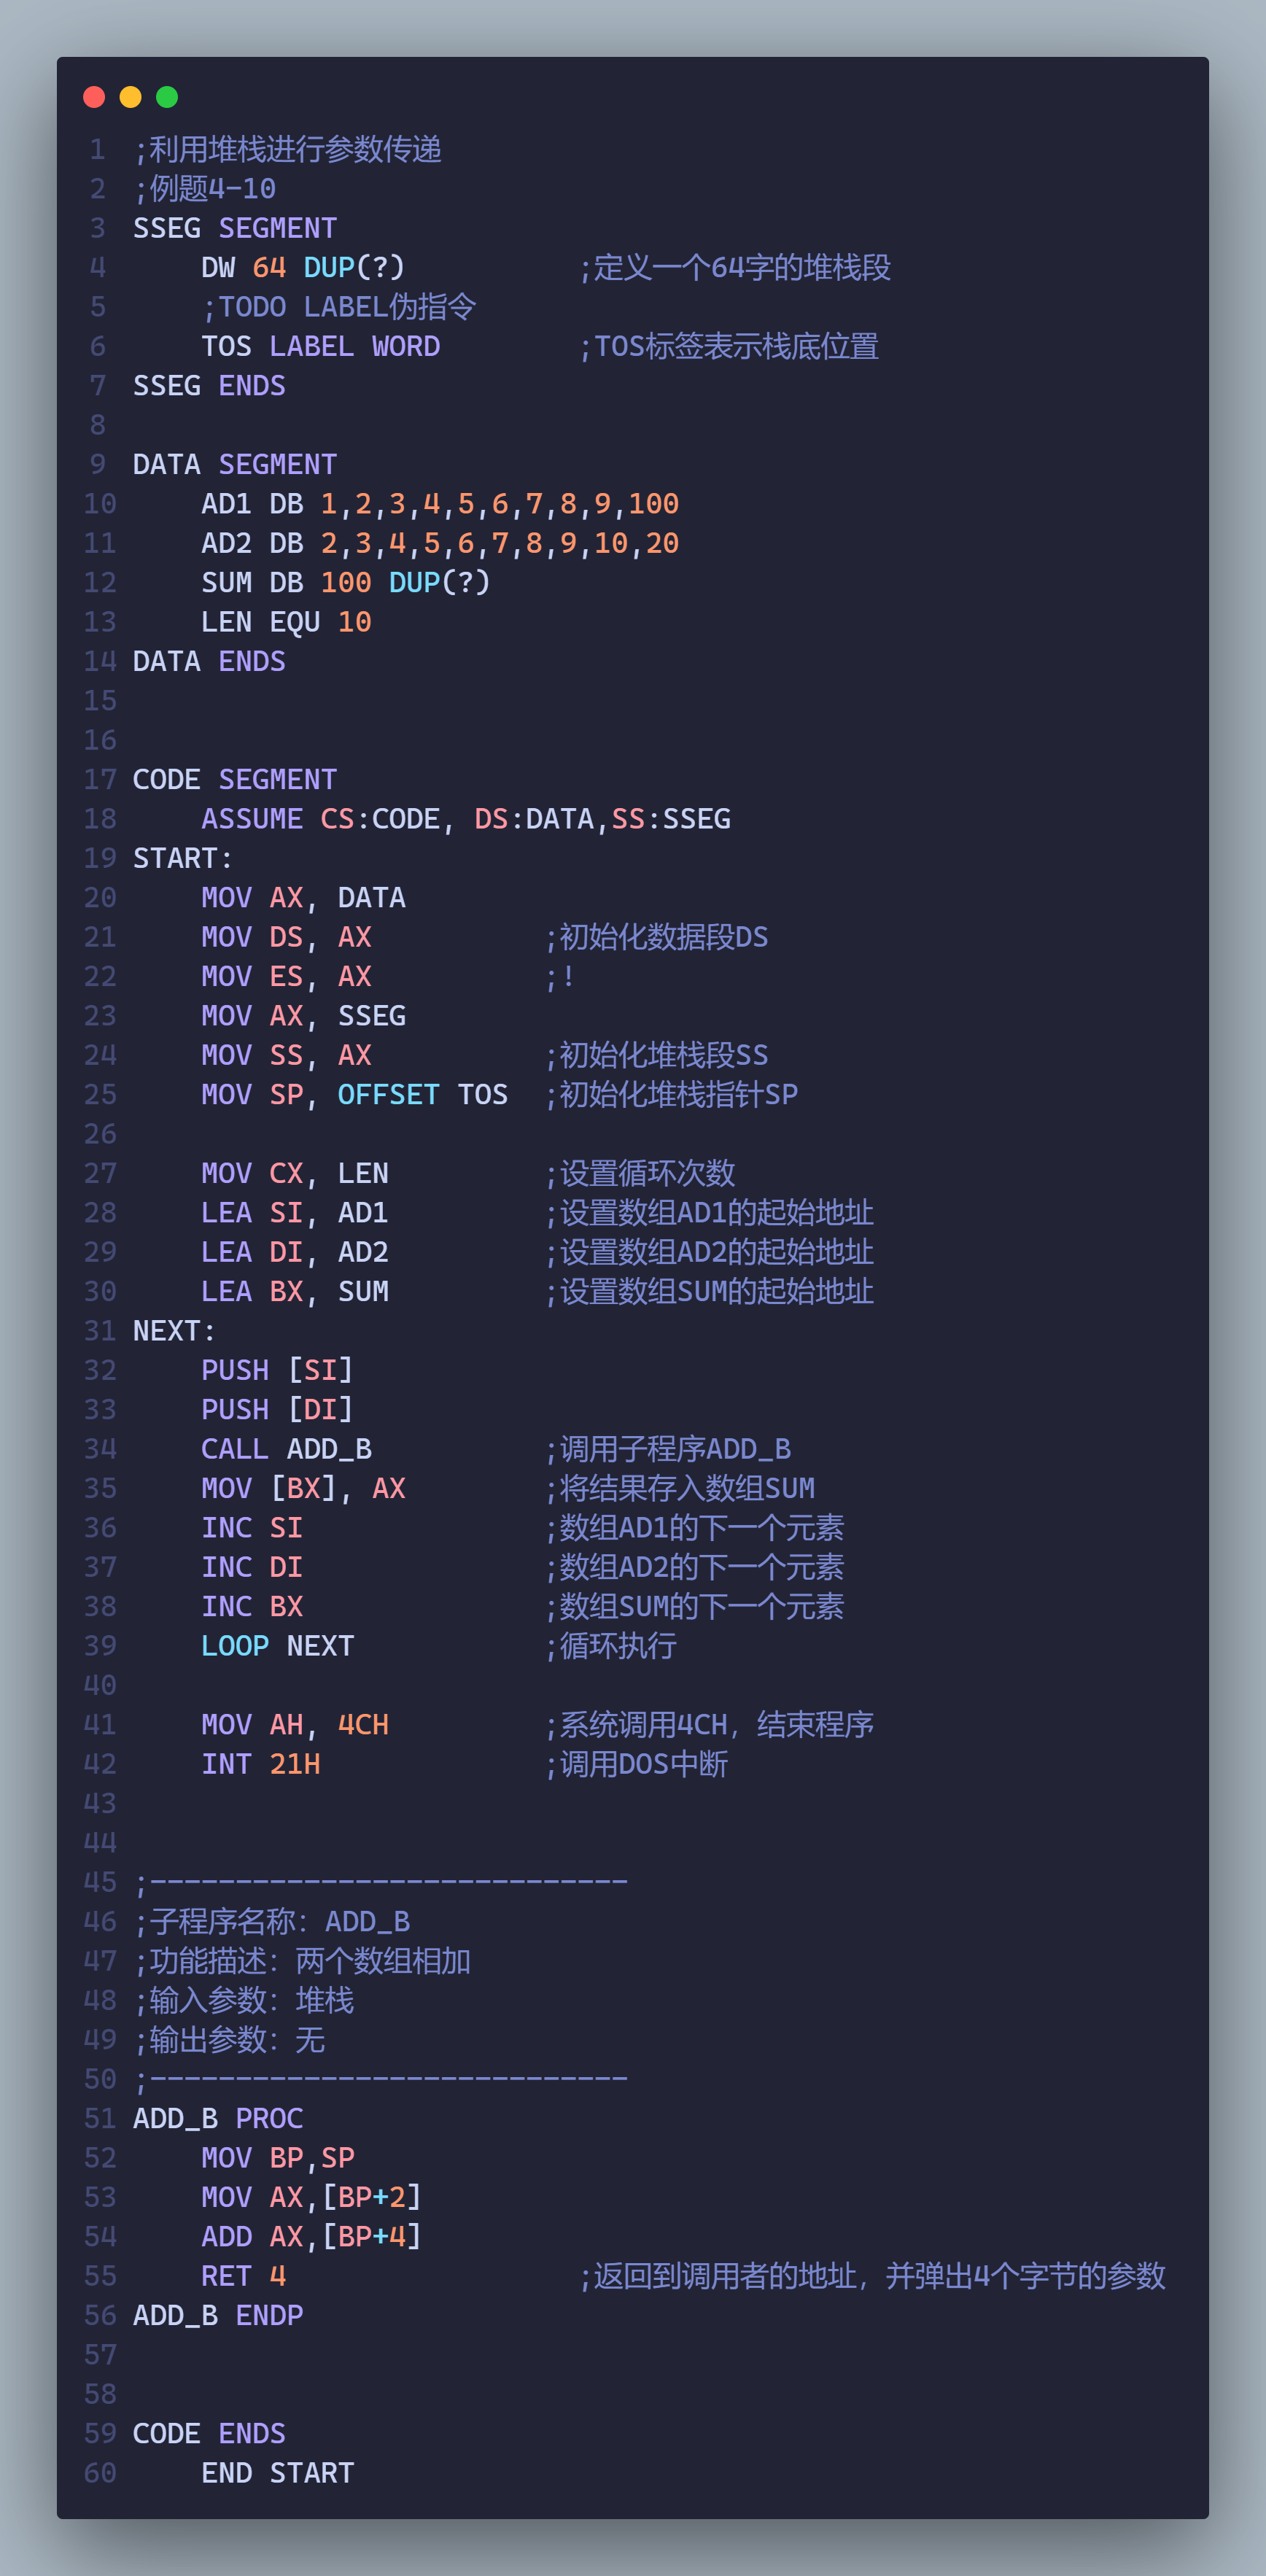 1 ;利用堆栈进行参数传递
2 ;例题4-10
3 SSEG SEGMENT
4     DW 64 DUP(?)          ;定义一个64字的堆栈段
5     ;TODO LABEL伪指令
6     TOS LABEL WORD        ;TOS标签表示栈底位置
7 SSEG ENDS
8
9 DATA SEGMENT
10     AD1 DB 1,2,3,4,5,6,7,8,9,100
11     AD2 DB 2,3,4,5,6,7,8,9,10,20
12     SUM DB 100 DUP(?)
13     LEN EQU 10
14 DATA ENDS
15
16
17 CODE SEGMENT
18     ASSUME CS:CODE, DS:DATA,SS:SSEG
19 START:
20     MOV AX, DATA
21     MOV DS, AX          ;初始化数据段DS
22     MOV ES, AX          ;!
23     MOV AX, SSEG
24     MOV SS, AX          ;初始化堆栈段SS
25     MOV SP, OFFSET TOS  ;初始化堆栈指针SP
26
27     MOV CX, LEN         ;设置循环次数
28     LEA SI, AD1         ;设置数组AD1的起始地址
29     LEA DI, AD2         ;设置数组AD2的起始地址
30     LEA BX, SUM         ;设置数组SUM的起始地址
31 NEXT:
32     PUSH [SI]
33     PUSH [DI]
34     CALL ADD_B          ;调用子程序ADD_B
35     MOV [BX], AX        ;将结果存入数组SUM
36     INC SI              ;数组AD1的下一个元素
37     INC DI              ;数组AD2的下一个元素
38     INC BX              ;数组SUM的下一个元素
39     LOOP NEXT           ;循环执行
40
41     MOV AH, 4CH         ;系统调用4CH，结束程序
42     INT 21H             ;调用DOS中断
43
44
45 ;----------------------------
46 ;子程序名称：ADD_B
47 ;功能描述：两个数组相加
48 ;输入参数：堆栈
49 ;输出参数：无
50 ;----------------------------
51 ADD_B PROC
52     MOV BP,SP
53     MOV AX,[BP+2]
54     ADD AX,[BP+4]
55     RET 4                 ;返回到调用者的地址，并弹出4个字节的参数
56 ADD_B ENDP
57
58
59 CODE ENDS
60     END START